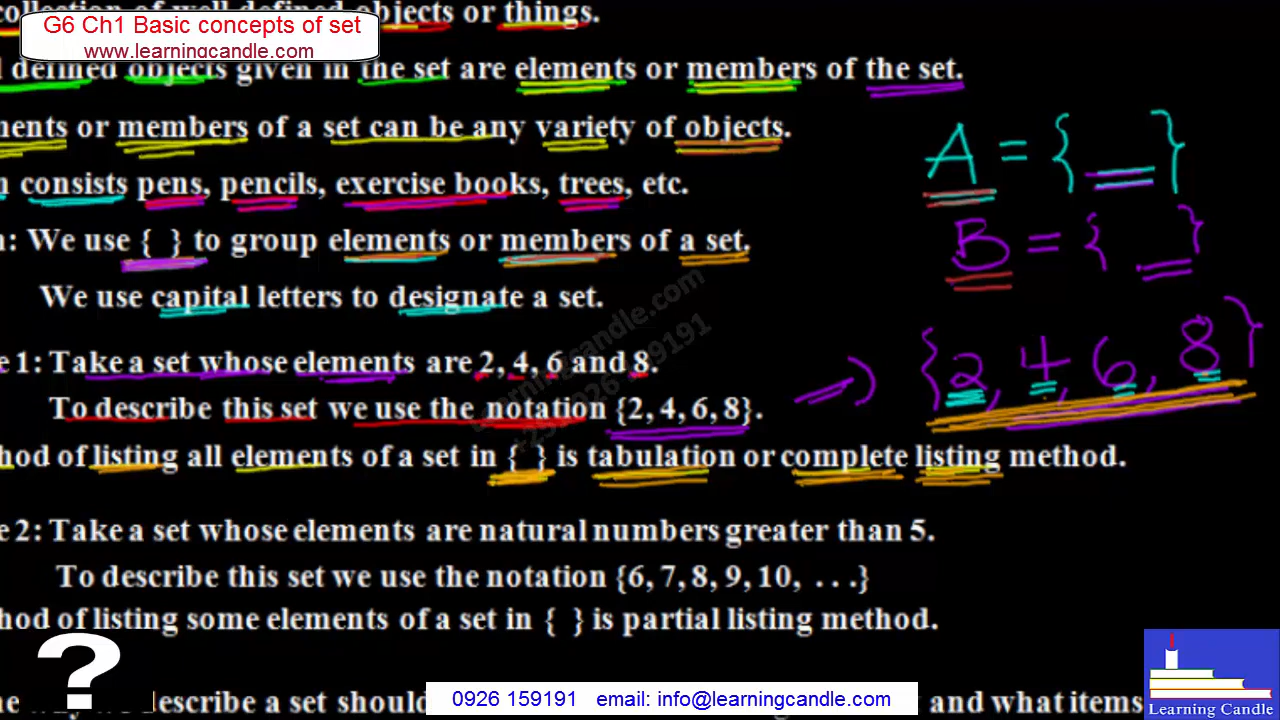 collection of well defined objects or things.
G6 Ch1 Basic concepts of set
www.learningcandle.com
defined objects given in the set are elements or members of the set.
ments or members of a set can be any variety of objects.
consists pens, pencils, exercise books, trees, etc.
n: We use { } to group elements or members of a set.
We use capital letters to designate a set.
A = { }
B = { }
e 1: Take a set whose elements are 2, 4, 6 and 8.
To describe this set we use the notation {2, 4, 6, 8}.
⇒) {2, 4, 6, 8}
hod of listing all elements of a set in { } is tabulation or complete listing method.
e 2: Take a set whose elements are natural numbers greater than 5.
To describe this set we use the notation {6, 7, 8, 9, 10, . . .}
hod of listing some elements of a set in { } is partial listing method.
?
describe a set should
and what items
0926 159191 email: info@learningcandle.com
Learning Candle
learningcandle.com